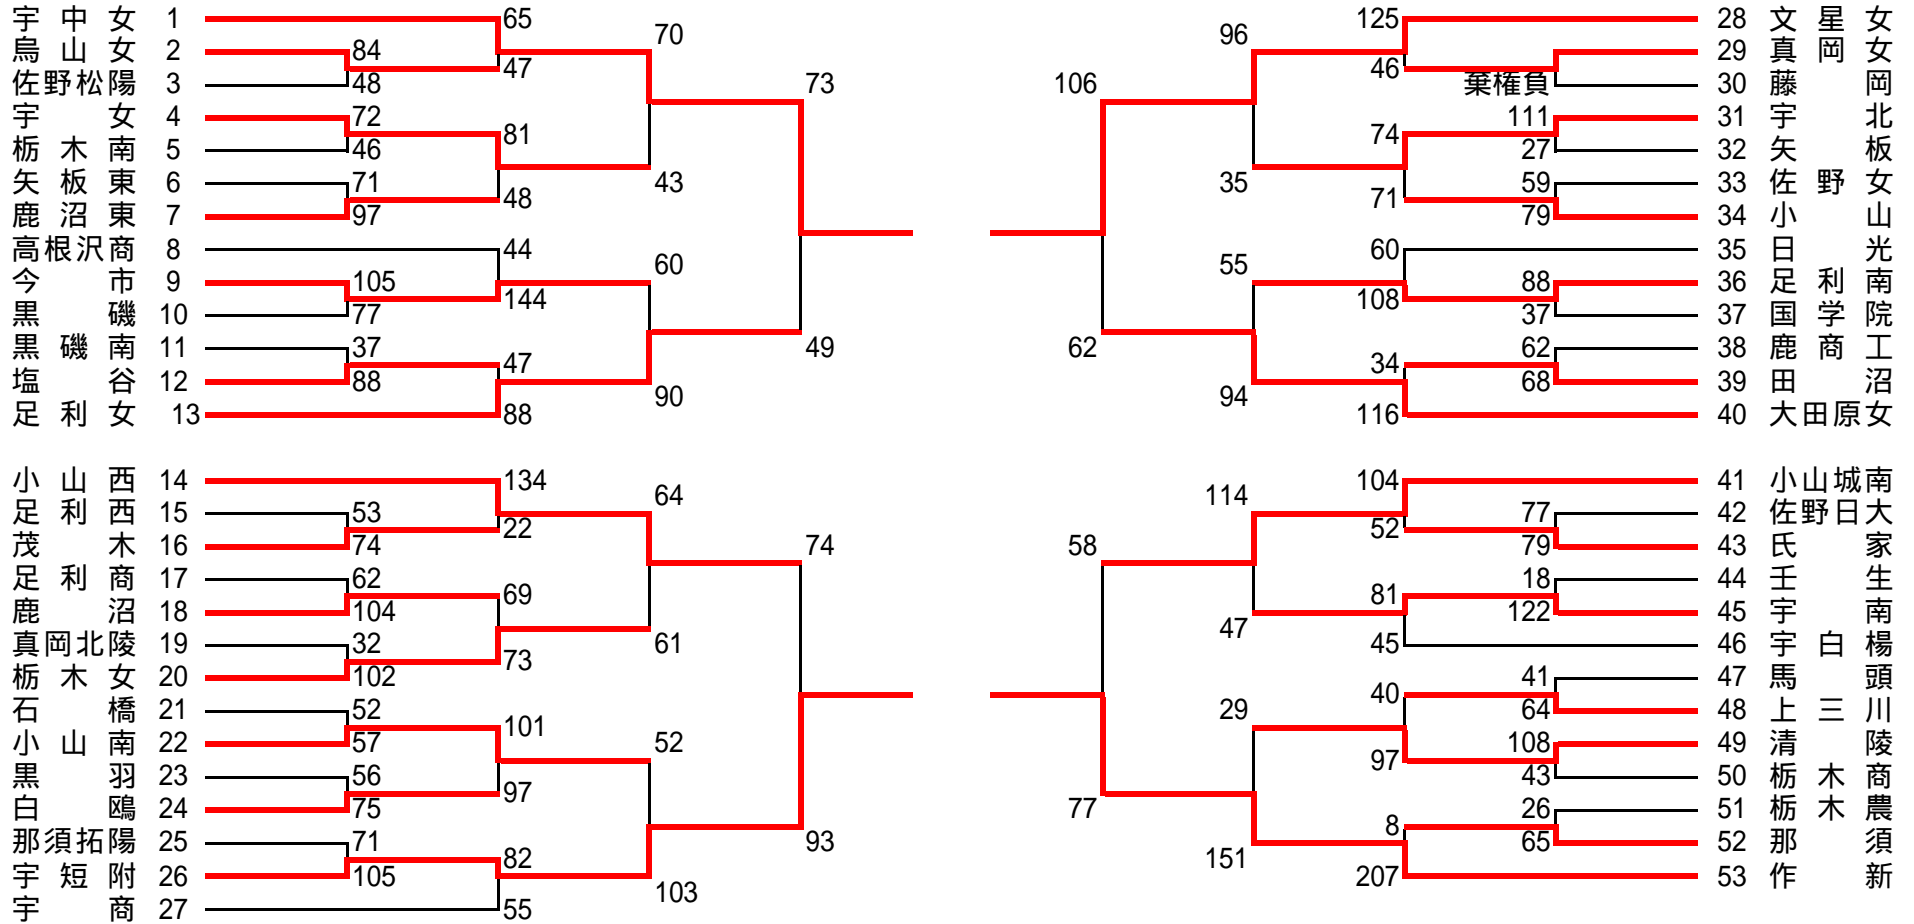 宇中女 1 65
70
96
125 28 文星女
烏山女 2 84
46 29 真岡女
47
佐野松陽 3 48
73
106
棄権負 30 藤岡
宇女 4 72
111 31 宇北
81
74
栃木南 5 46
27 32 矢板
矢板東 6 71
43
35
59 33 佐野女
48
71
鹿沼東 7 97
79 34 小山
高根沢商 8 44
60
55
60 35 日光
今市 9 105
88 36 足利南
144
108
黒磯 10 77
37 37 国学院
黒磯南 11 37
49
62
62 38 鹿商工
47
34
塩谷 12 88
68 39 田沼
90
94
足利女 13 88
116 40 大田原女
小山西 14 134
64
114
104 41 小山城南
足利西 15 53
77 42 佐野日大
22
52
茂木 16 74
74
58
79 43 氏家
足利商 17 62
18 44 壬生
69
81
鹿沼 18 104
122 45 宇南
真岡北陵 19 32
61
47
45 46 宇白楊
73
栃木女 20 102
41 47 馬頭
40
石橋 21 52
29
64 48 上三川
101
小山南 22 57
52
108 49 清陵
97
黒羽 23 56
43 50 栃木商
97
白鴎 24 75
77
26 51 栃木農
8
那須拓陽 25 71
93
65 52 那須
82
151
宇短附 26 105
103
207 53 作新
宇商 27 55